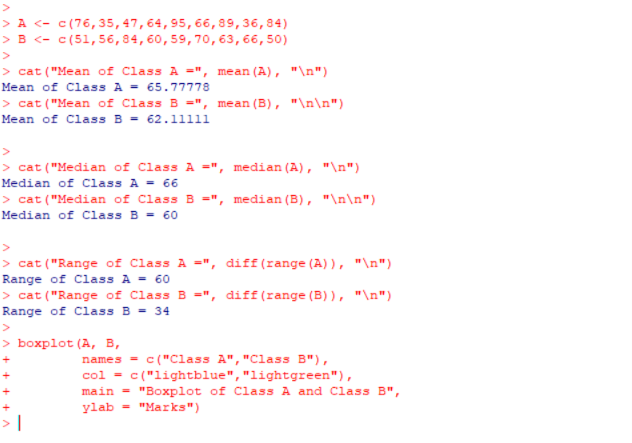 >
> A <- c(76,35,47,64,95,66,89,36,84)
> B <- c(51,56,84,60,59,70,63,66,50)
>
> cat("Mean of Class A =", mean(A), "\n")
Mean of Class A = 65.77778
> cat("Mean of Class B =", mean(B), "\n\n")
Mean of Class B = 62.11111
>
> cat("Median of Class A =", median(A), "\n")
Median of Class A = 66
> cat("Median of Class B =", median(B), "\n\n")
Median of Class B = 60
>
> cat("Range of Class A =", diff(range(A)), "\n")
Range of Class A = 60
> cat("Range of Class B =", diff(range(B)), "\n")
Range of Class B = 34
>
> boxplot(A, B,
+         names = c("Class A","Class B"),
+         col = c("lightblue","lightgreen"),
+         main = "Boxplot of Class A and Class B",
+         ylab = "Marks")
>